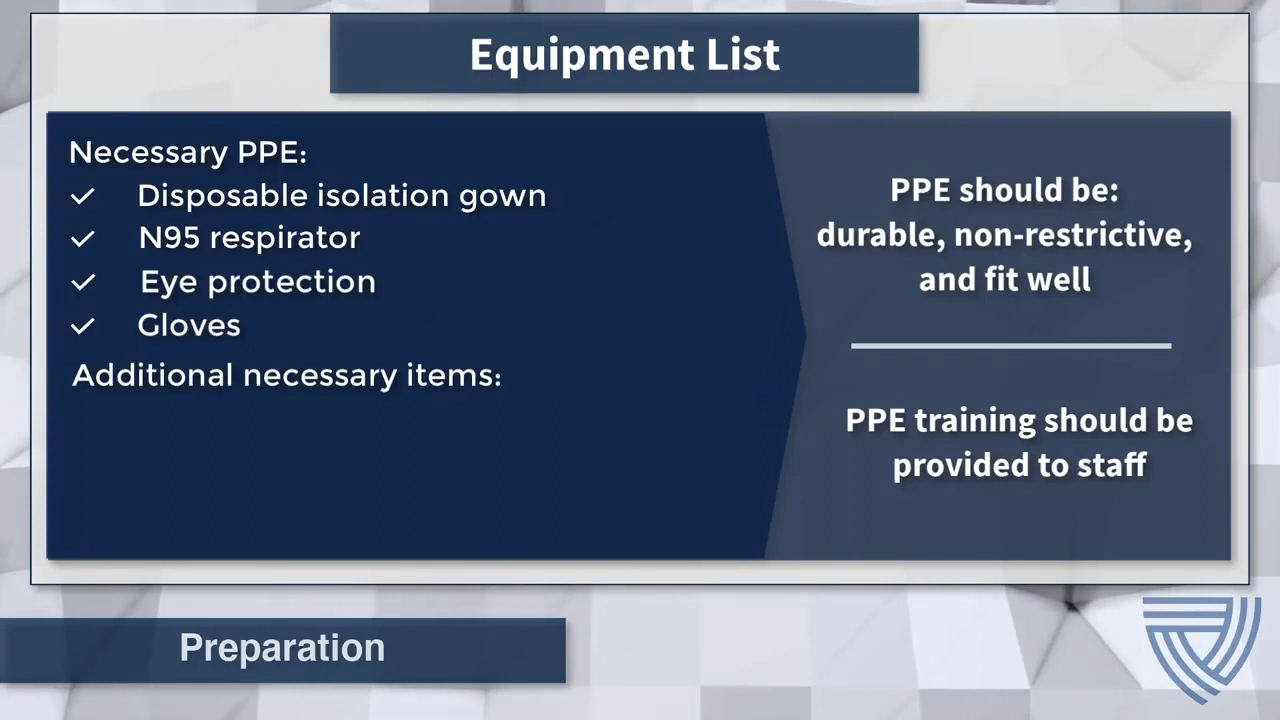 Equipment List
Necessary PPE:
✓ Disposable isolation gown
✓ N95 respirator
✓ Eye protection
✓ Gloves
Additional necessary items:
PPE should be:
durable, non-restrictive,
and fit well
PPE training should be
provided to staff
Preparation